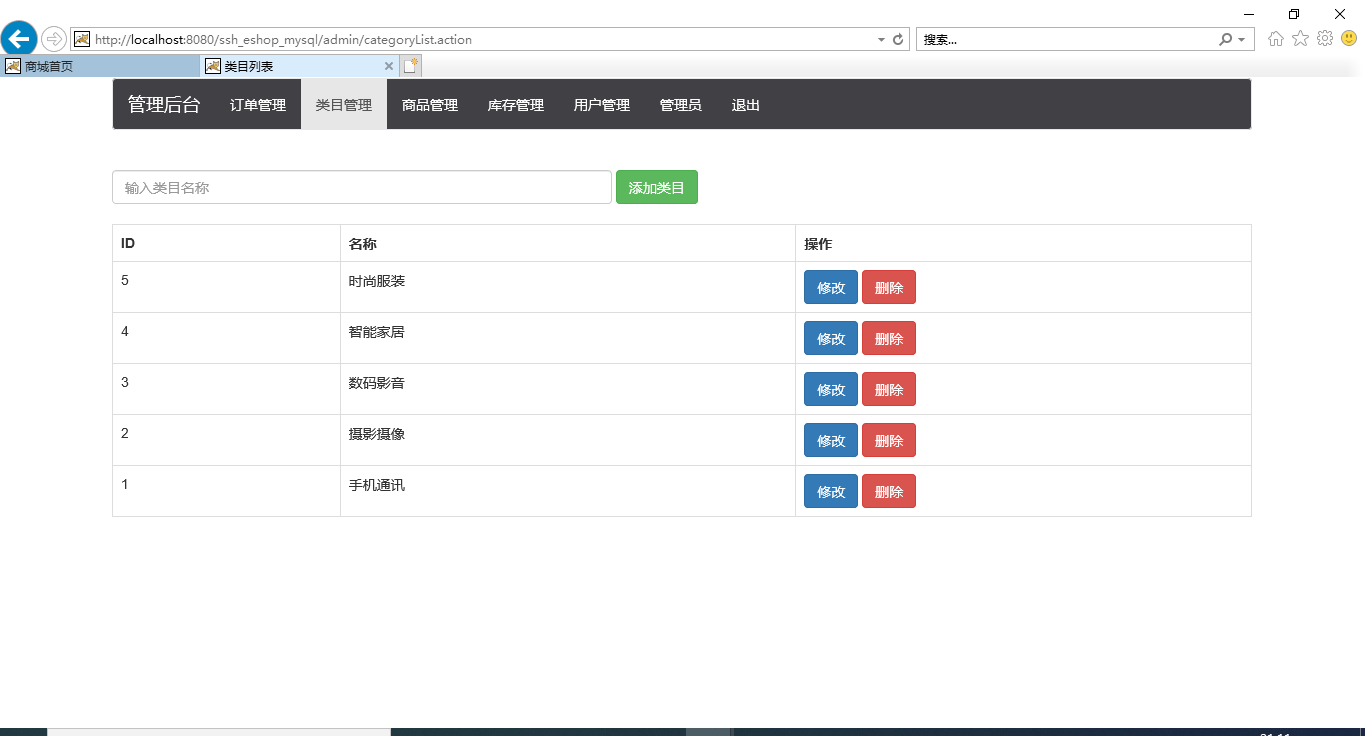 http://localhost:8080/ssh_eshop_mysql/admin/categoryList.action
搜索...
商城首页 类目列表
管理后台 订单管理 类目管理 商品管理 库存管理 用户管理 管理员 退出
输入类目名称 添加类目
ID 名称 操作
5 时尚服装 修改 删除
4 智能家居 修改 删除
3 数码影音 修改 删除
2 摄影摄像 修改 删除
1 手机通讯 修改 删除